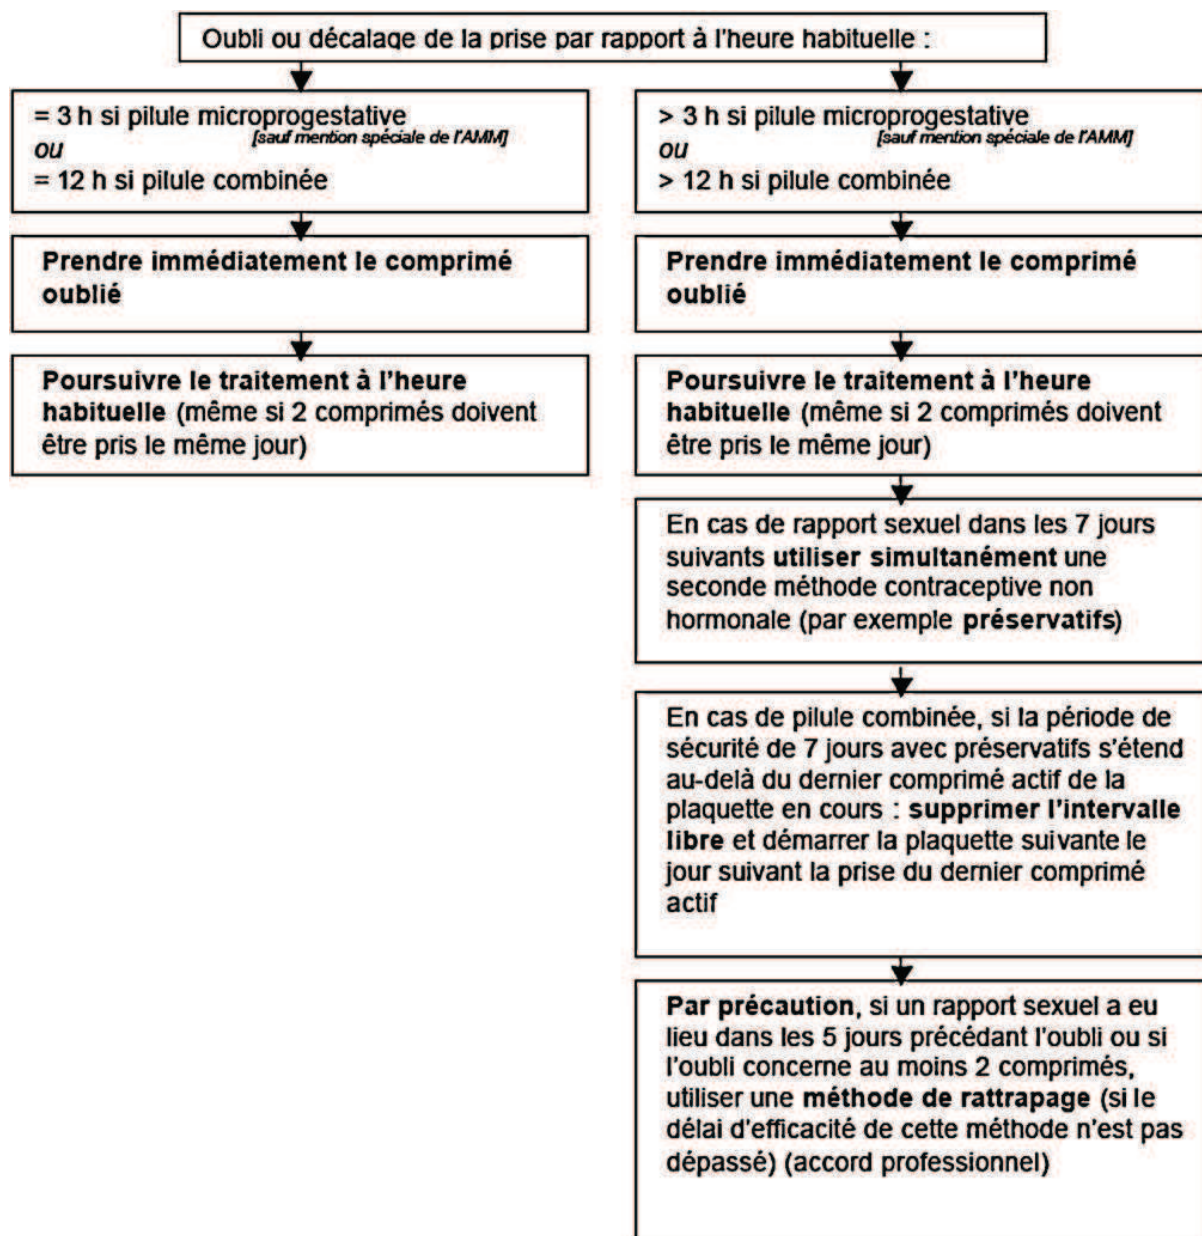 Oubli ou décalage de la prise par rapport à l'heure habituelle :
= 3 h si pilule microprogestative
[sauf mention spéciale de l'AMM]
ou
= 12 h si pilule combinée
Prendre immédiatement le comprimé
oublié
Poursuivre le traitement à l'heure
habituelle (même si 2 comprimés doivent
être pris le même jour)
> 3 h si pilule microprogestative
[sauf mention spéciale de l'AMM]
ou
> 12 h si pilule combinée
Prendre immédiatement le comprimé
oublié
Poursuivre le traitement à l'heure
habituelle (même si 2 comprimés doivent
être pris le même jour)
En cas de rapport sexuel dans les 7 jours
suivants utiliser simultanément une
seconde méthode contraceptive non
hormonale (par exemple préservatifs)
En cas de pilule combinée, si la période de
sécurité de 7 jours avec préservatifs s'étend
au-delà du dernier comprimé actif de la
plaquette en cours : supprimer l'intervalle
libre et démarrer la plaquette suivante le
jour suivant la prise du dernier comprimé
actif
Par précaution, si un rapport sexuel a eu
lieu dans les 5 jours précédant l'oubli ou si
l'oubli concerne au moins 2 comprimés,
utiliser une méthode de rattrapage (si le
délai d'efficacité de cette méthode n'est pas
dépassé) (accord professionnel)